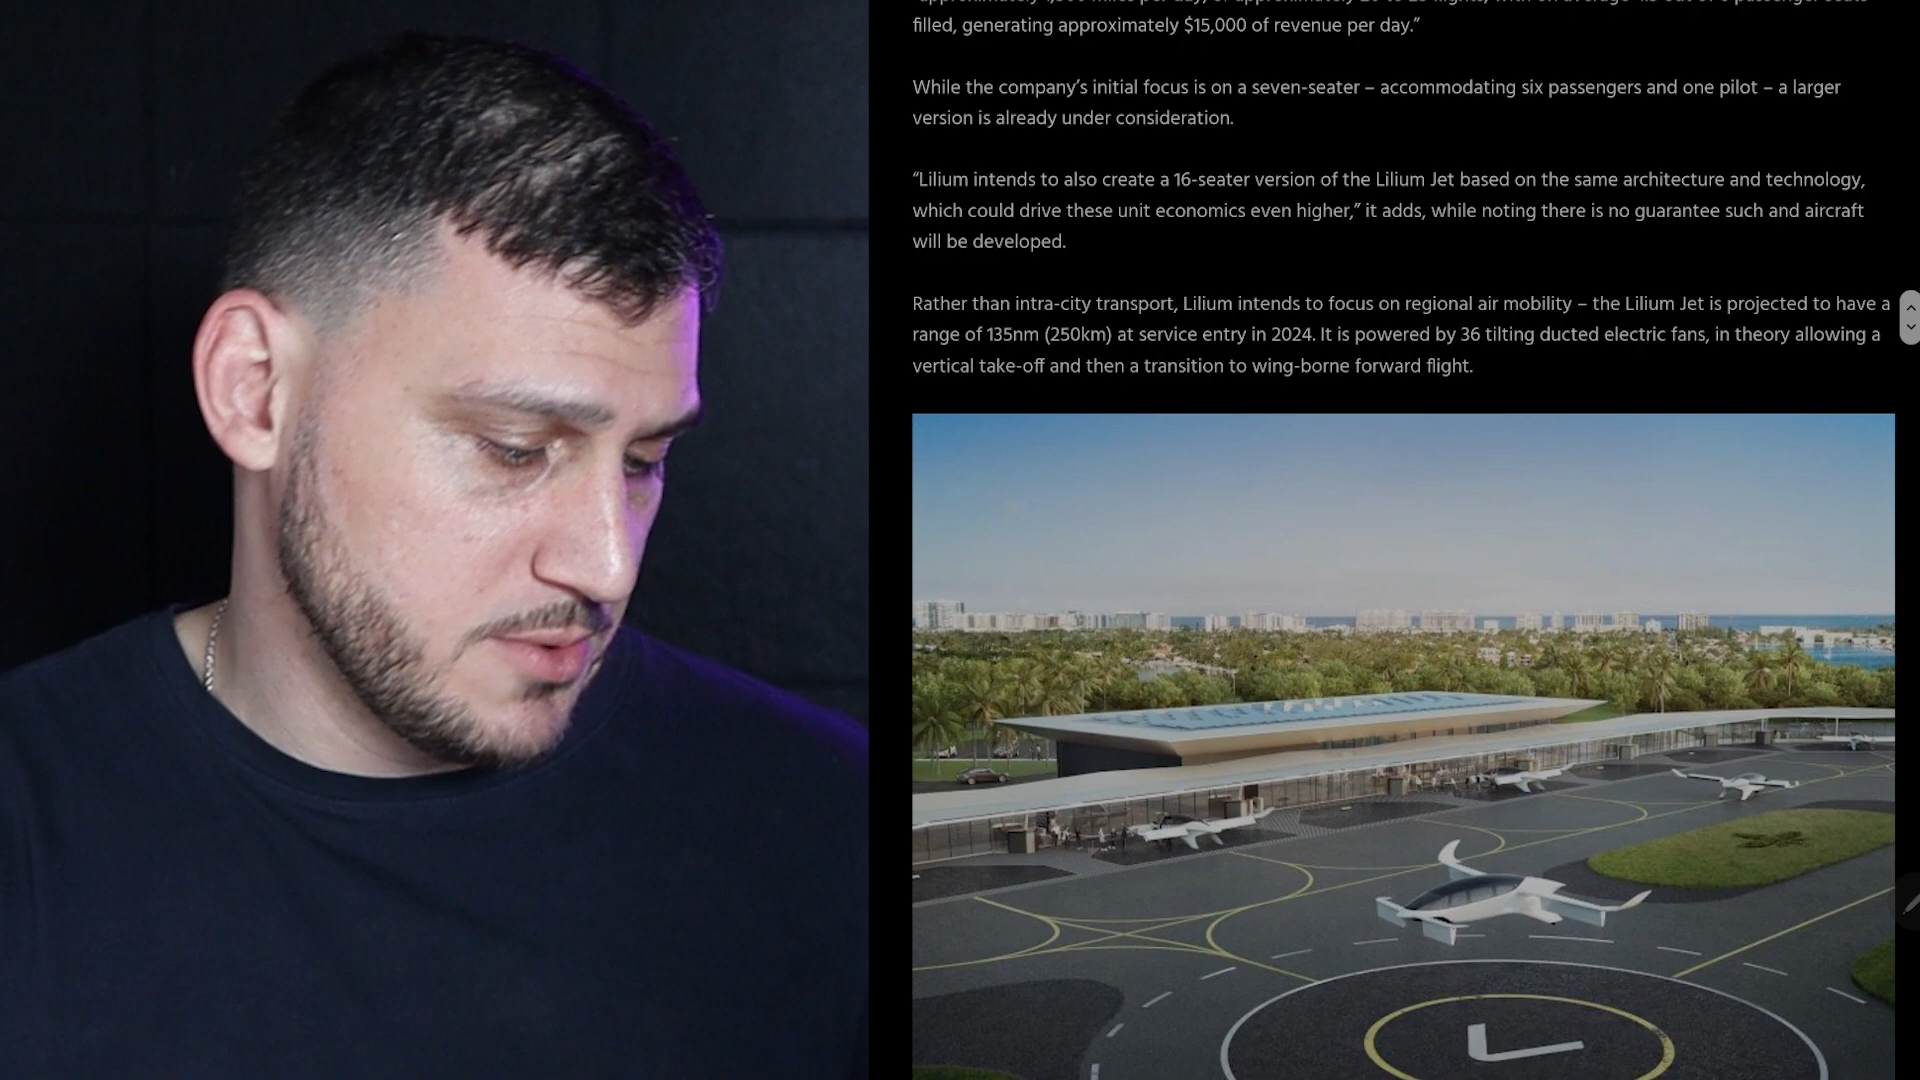 filled, generating approximately $15,000 of revenue per day.”
While the company’s initial focus is on a seven-seater – accommodating six passengers and one pilot – a larger
version is already under consideration.
“Lilium intends to also create a 16-seater version of the Lilium Jet based on the same architecture and technology,
which could drive these unit economics even higher,” it adds, while noting there is no guarantee such and aircraft
will be developed.
Rather than intra-city transport, Lilium intends to focus on regional air mobility – the Lilium Jet is projected to have a
range of 135nm (250km) at service entry in 2024. It is powered by 36 tilting ducted electric fans, in theory allowing a
vertical take-off and then a transition to wing-borne forward flight.